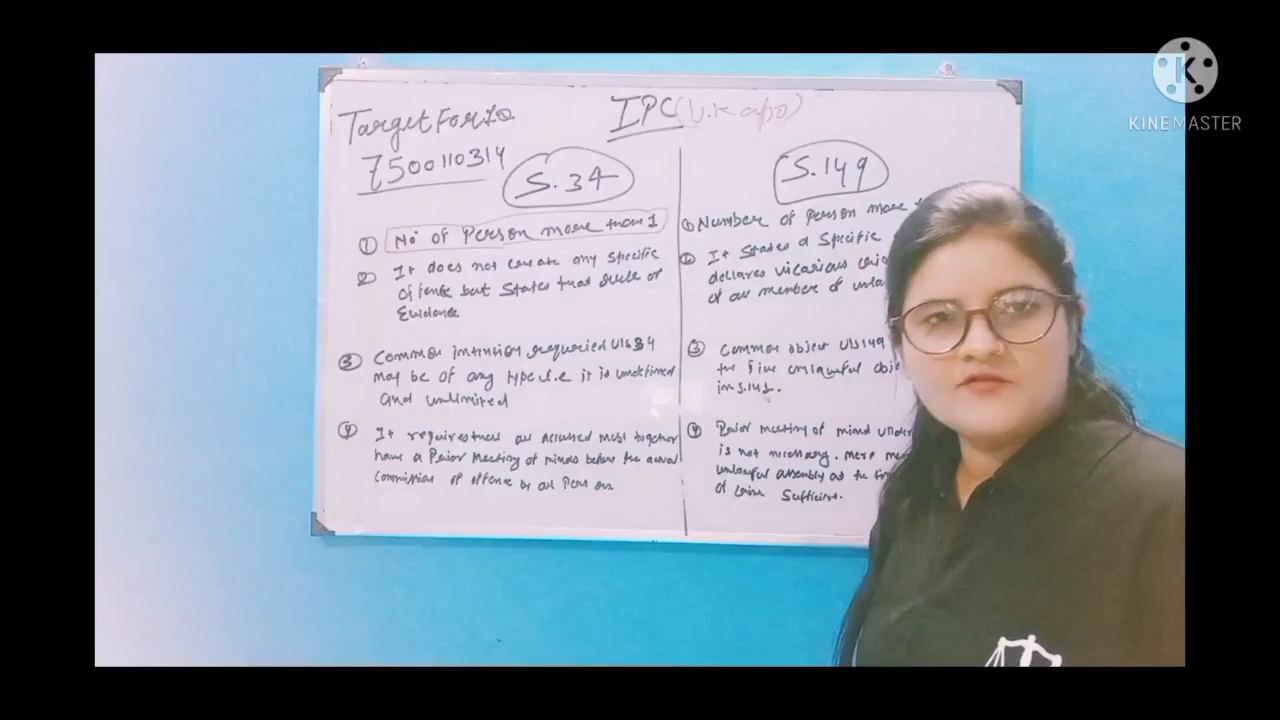 Target For
7500110314
IPC
S.34
① No of Person more than 1
② It does not create any specific
offense but States that rule of
Evidence
③ Common intention required U/S 34
may be of any type i.e it is undefined
and unlimited
④ It requires that all accused must together
have a Prior Meeting of minds before the actual
Commission of offence by all Persons
S.149
① Number of Person more
② It States a Specific
declares vicarious
of all member of
③ Common object U/S 149
the five unlawful
in S.141.
④ Prior meeting of mind Under
is not necessary. mere
unlawful assembly at the
of Sufficient.
KINEMASTER